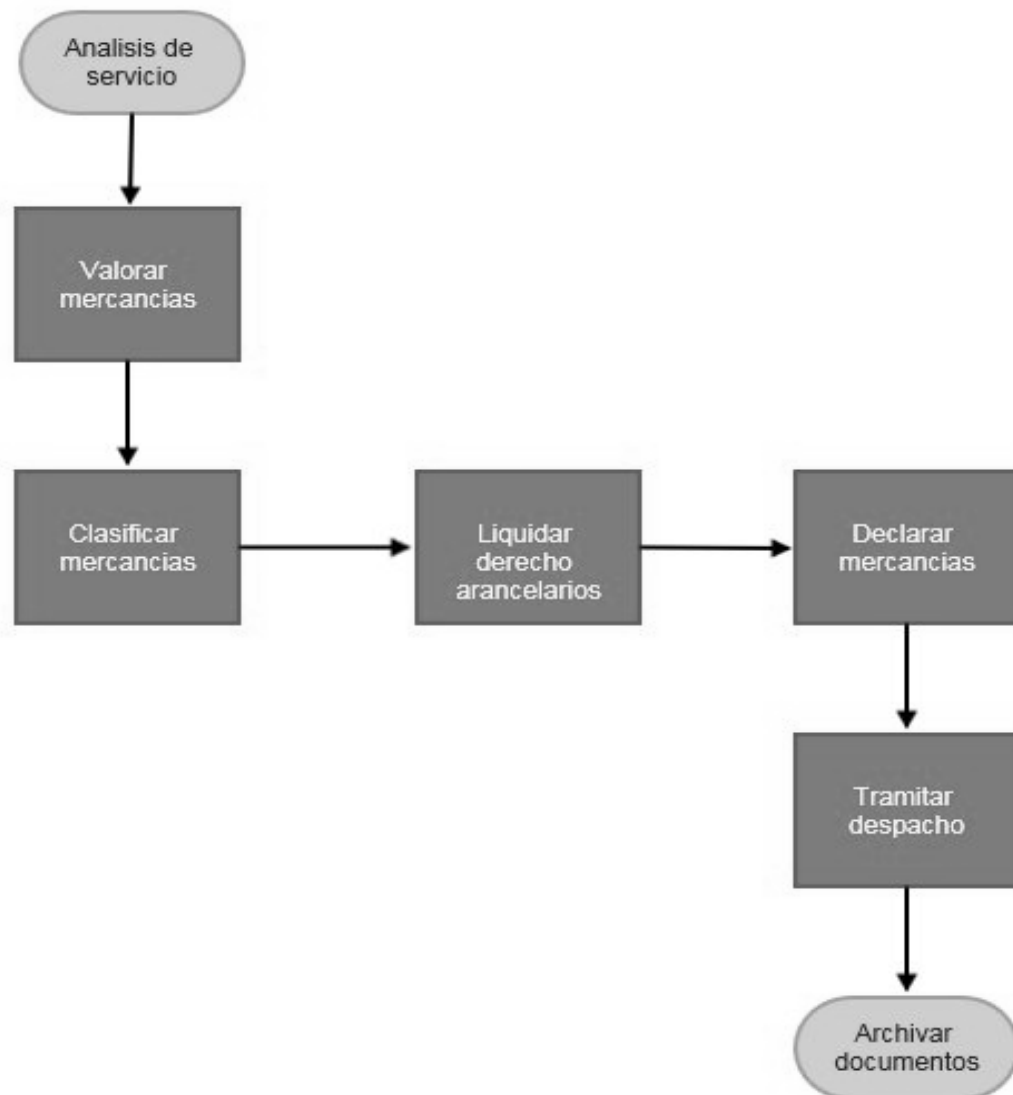 Analisis de
servicio
Valorar
mercancias
Clasificar
mercancias
Liquidar
derecho
arancelarios
Declarar
mercancias
Tramitar
despacho
Archivar
documentos